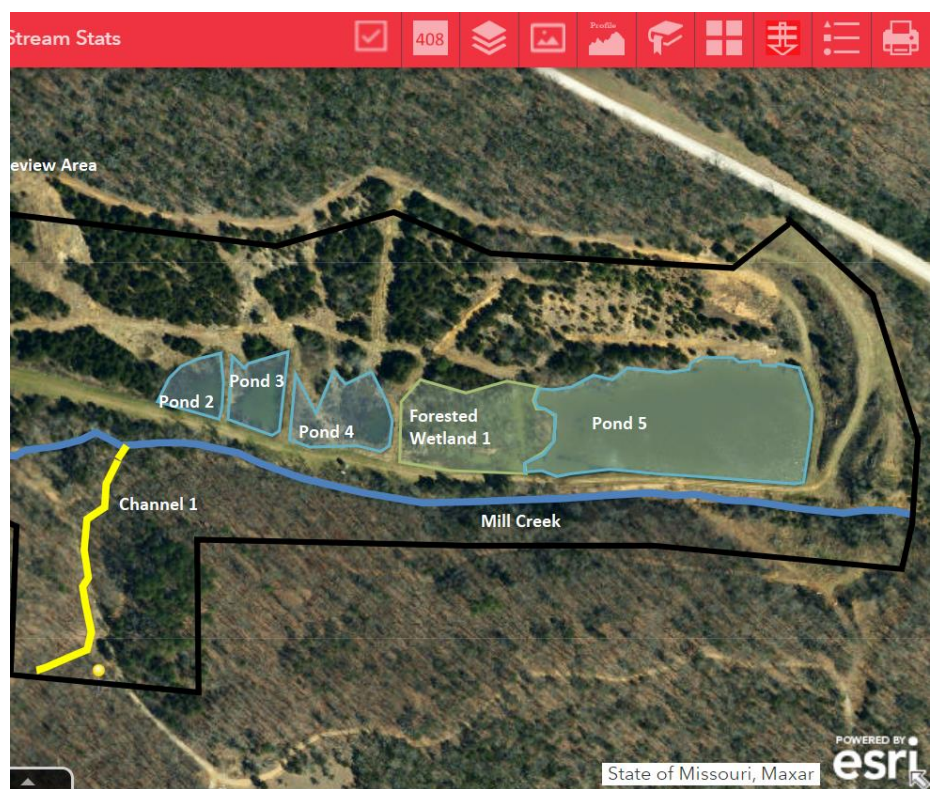 Stream Stats
408
Profile
eview Area
Pond 2
Pond 3
Pond 4
Forested
Wetland 1
Pond 5
Channel 1
Mill Creek
POWERED BY
esri
State of Missouri, Maxar